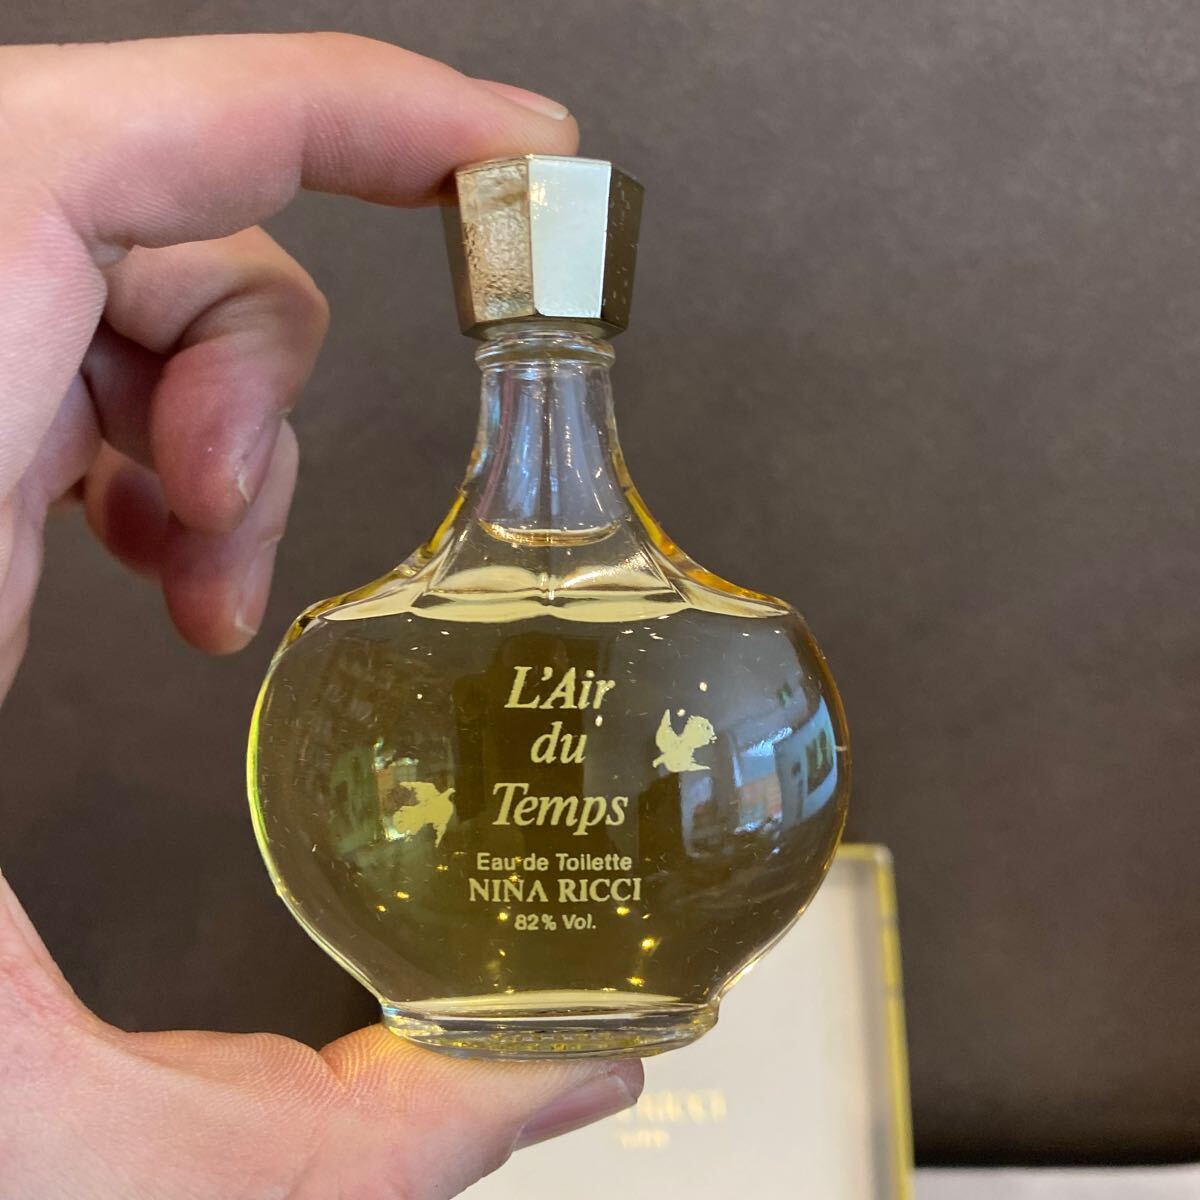 L'Air
du
Temps
Eau de Toilette
NINA RICCI
82% Vol.